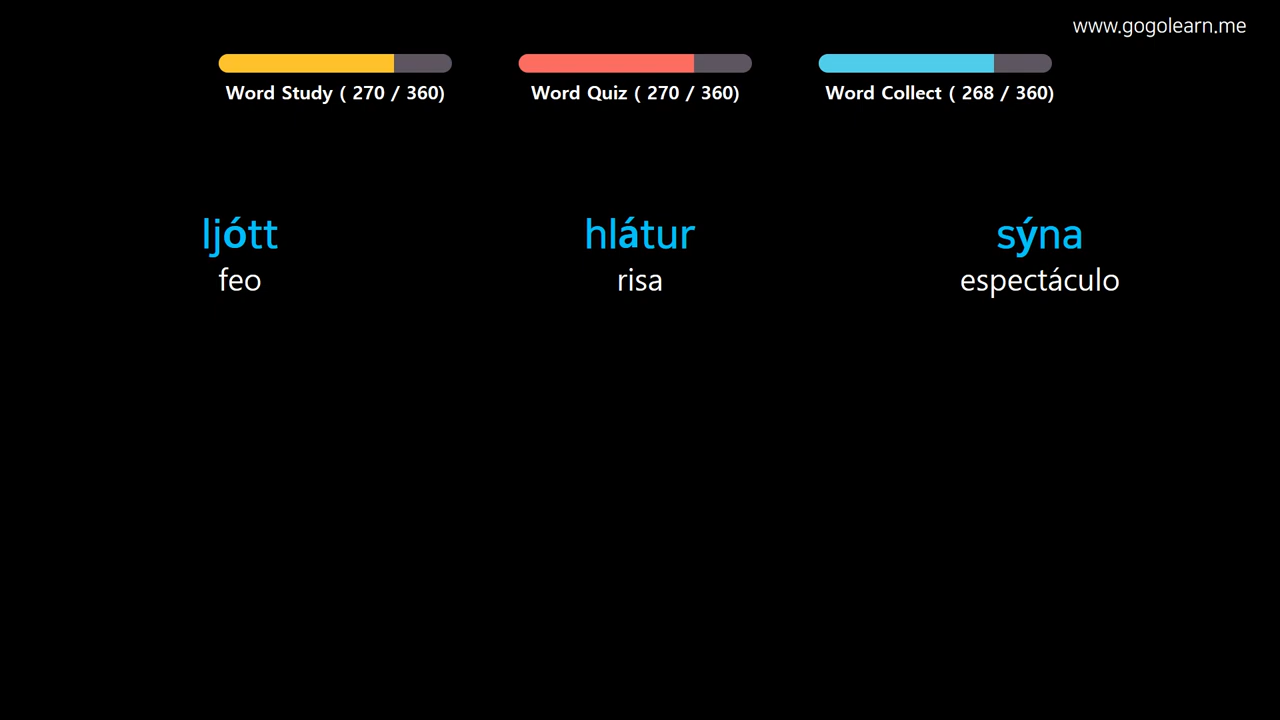 www.gogolearn.me
Word Study ( 270 / 360)
Word Quiz ( 270 / 360)
Word Collect ( 268 / 360)
ljótt
feo
hlátur
risa
sýna
espectáculo